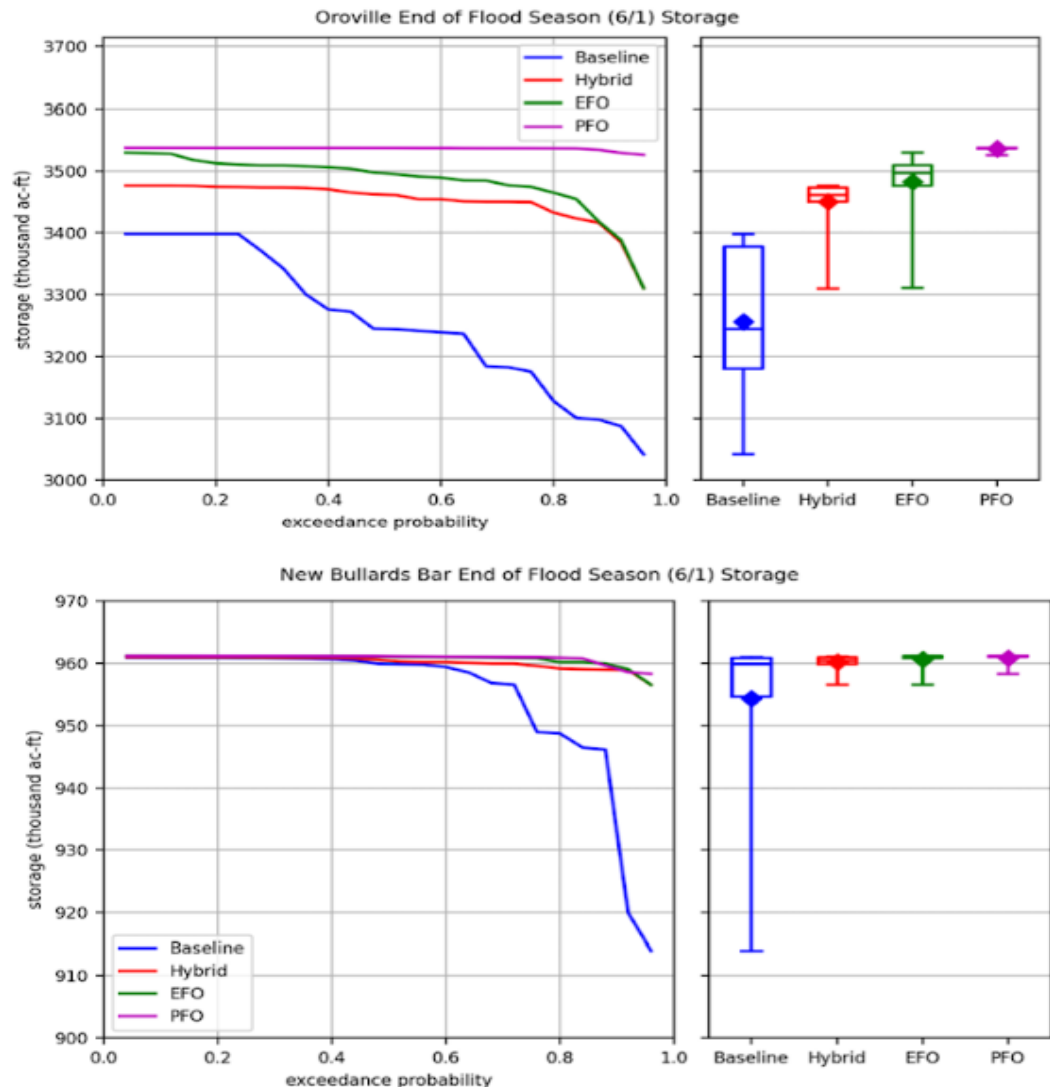 Oroville End of Flood Season (6/1) Storage
3700
3600
3500
3400
3300
3200
3100
3000
storage (thousand ac-ft)
0.0 0.2 0.4 0.6 0.8 1.0
exceedance probability
Baseline
Hybrid
EFO
PFO
Baseline Hybrid EFO PFO
New Bullards Bar End of Flood Season (6/1) Storage
970
960
950
940
930
920
910
900
storage (thousand ac-ft)
Baseline
Hybrid
EFO
PFO
0.0 0.2 0.4 0.6 0.8 1.0
exceedance probability
Baseline Hybrid EFO PFO